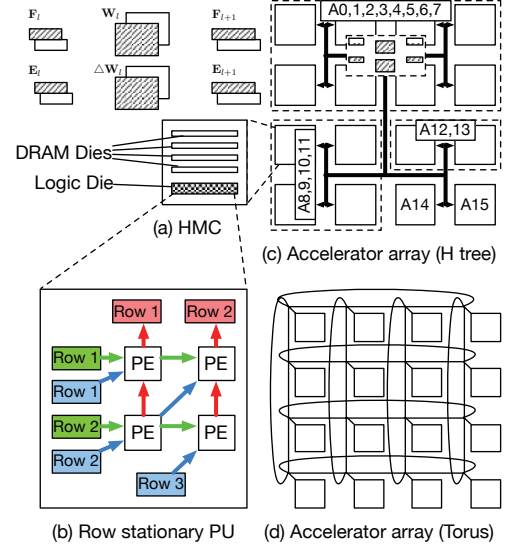 F_l W_l F_{l+1}
E_l △W_l E_{l+1}
A0,1,2,3,4,5,6,7
DRAM Dies
Logic Die
(a) HMC
A8,9,10,11
A12,13
A14 A15
(c) Accelerator array (H tree)
Row 1 Row 2
Row 1 PE PE
Row 1
Row 2 PE PE
Row 2
Row 3
(b) Row stationary PU
(d) Accelerator array (Torus)